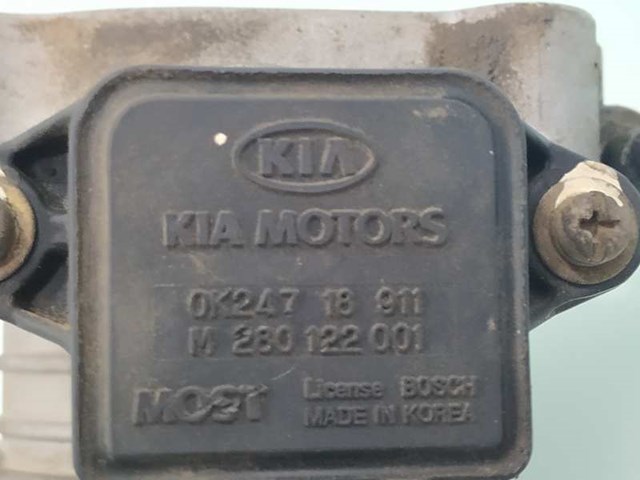 KIA
KIA MOTORS
0K247 18 911
M 280 122 001
MOST License BOSCH
MADE IN KOREA